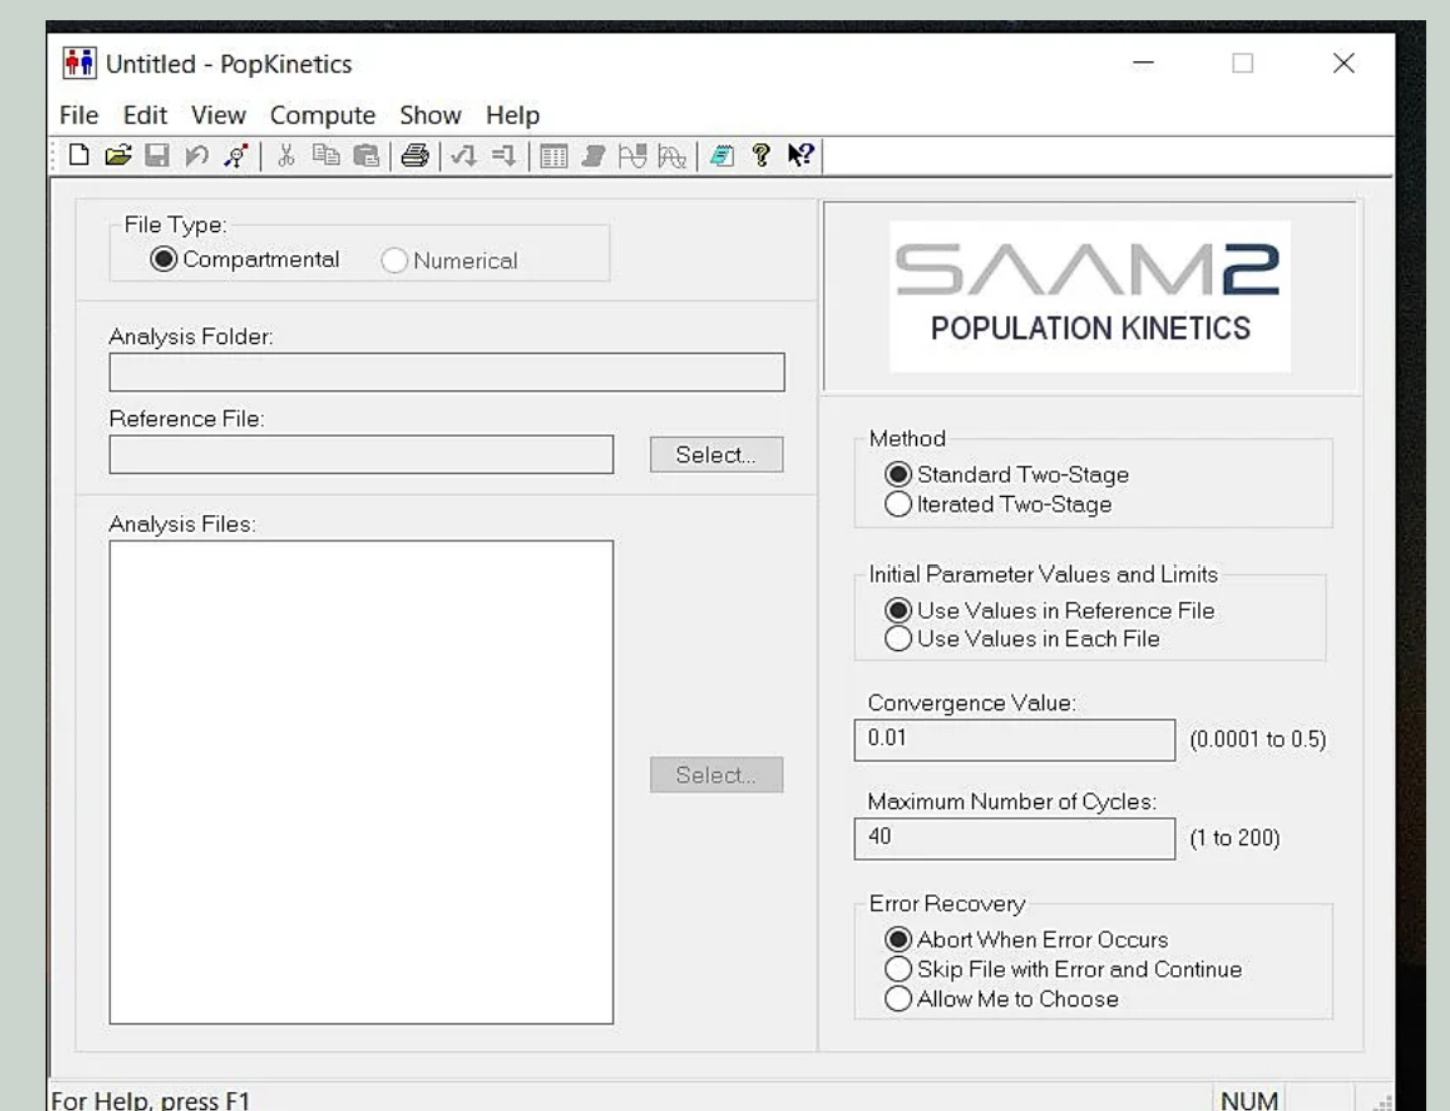 Untitled - PopKinetics
File Edit View Compute Show Help
File Type:
Compartmental Numerical
Analysis Folder:
Reference File:
Select...
Analysis Files:
Select...
SAAM2
POPULATION KINETICS
Method
Standard Two-Stage
Iterated Two-Stage
Initial Parameter Values and Limits
Use Values in Reference File
Use Values in Each File
Convergence Value:
0.01 (0.0001 to 0.5)
Maximum Number of Cycles:
40 (1 to 200)
Error Recovery
Abort When Error Occurs
Skip File with Error and Continue
Allow Me to Choose
For Help, press F1
NUM